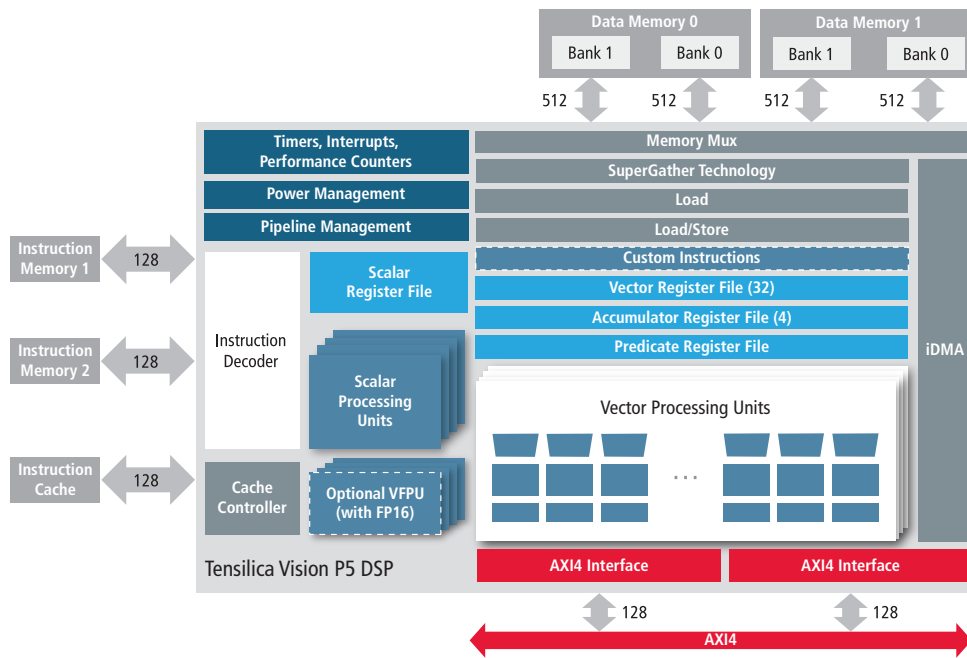 Data Memory 0
Data Memory 1
Bank 1
Bank 0
Bank 1
Bank 0
512
512
512
512
Timers, Interrupts,
Performance Counters
Power Management
Pipeline Management
Memory Mux
SuperGather Technology
Load
Load/Store
Custom Instructions
Vector Register File (32)
Accumulator Register File (4)
Predicate Register File
iDMA
Instruction
Memory 1
128
Instruction
Memory 2
128
Instruction
Cache
128
Instruction
Decoder
Scalar
Register File
Scalar
Processing
Units
Cache
Controller
Optional VFPU
(with FP16)
Vector Processing Units
...
Tensilica Vision P5 DSP
AXI4 Interface
AXI4 Interface
128
128
AXI4